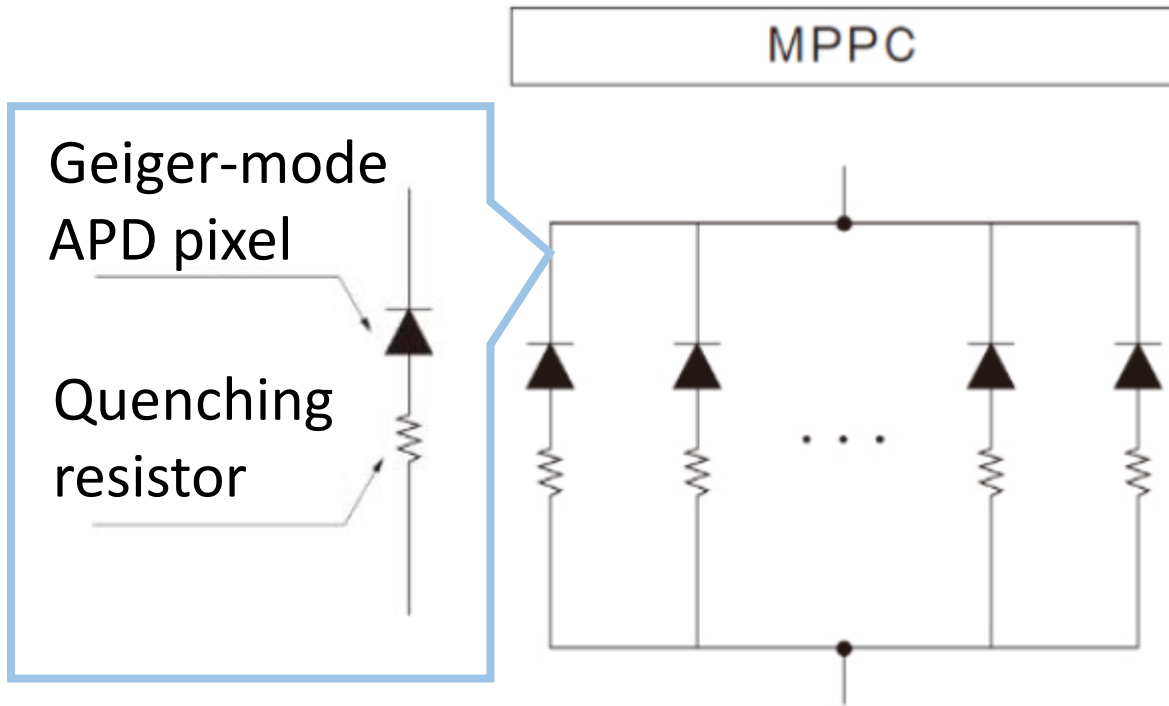 MPPC
Geiger-mode
APD pixel
Quenching
resistor